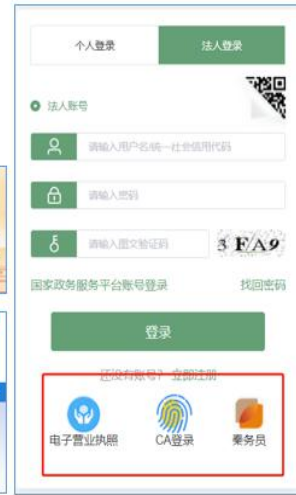 个人登录
法人登录
法人账号
请输入用户名/统一社会信用代码
请输入密码
请输入图文验证码
3 FA9
国家政务服务平台账号登录
找回密码
登录
还没有账号? 立即注册
电子营业执照
CA登录
秦务员